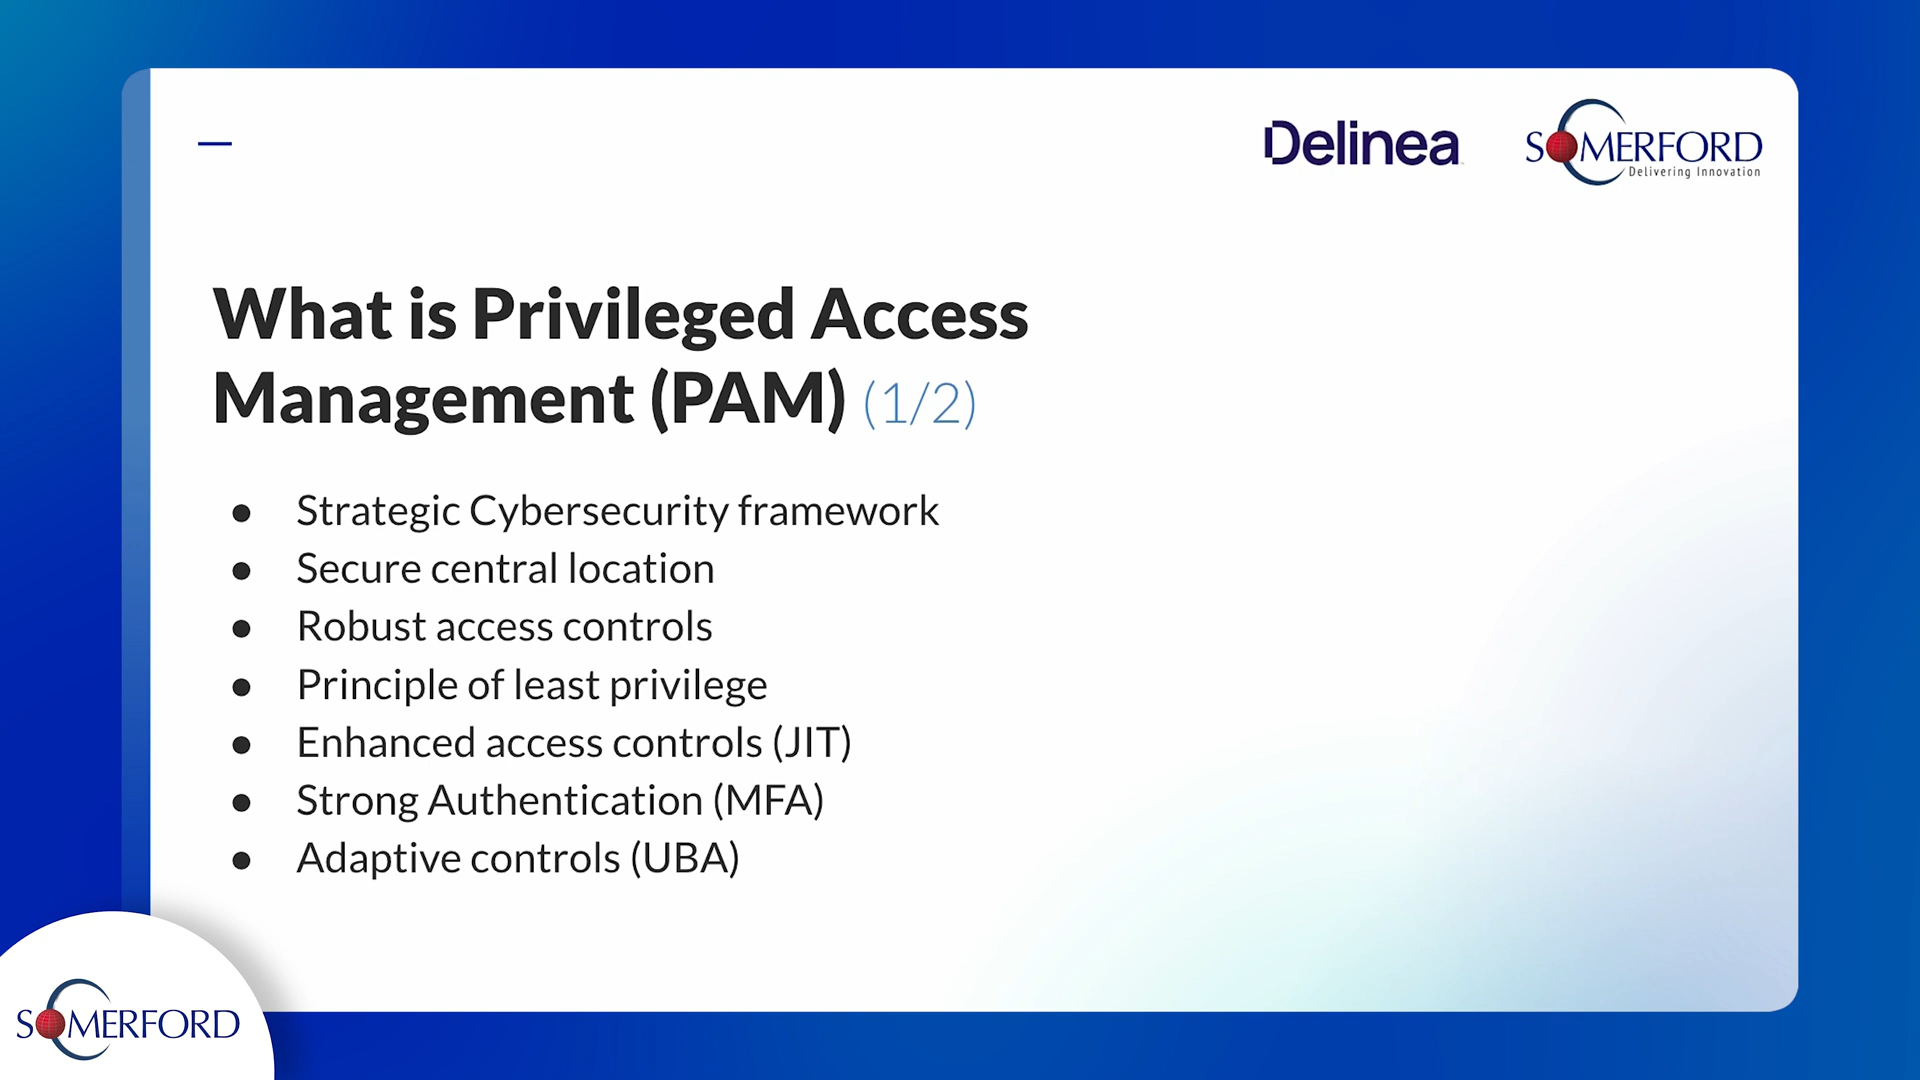 Delinea
SOMERFORD
Delivering Innovation
What is Privileged Access
Management (PAM) (1/2)
● Strategic Cybersecurity framework
● Secure central location
● Robust access controls
● Principle of least privilege
● Enhanced access controls (JIT)
● Strong Authentication (MFA)
● Adaptive controls (UBA)
SOMERFORD